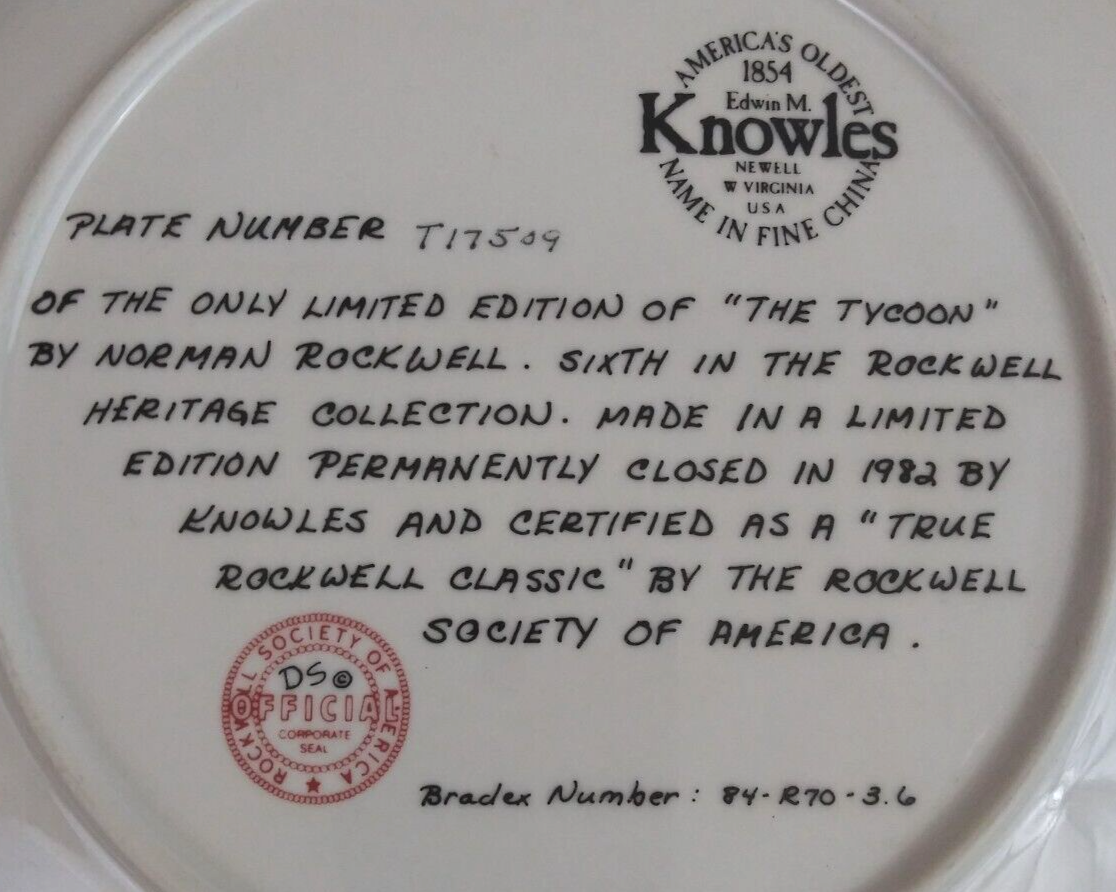 AMERICA'S OLDEST
1854
Edwin M.
Knowles
NEWELL
W VIRGINIA
USA
NAME IN FINE CHINA
PLATE NUMBER T17509
OF THE ONLY LIMITED EDITION OF "THE TYCOON"
BY NORMAN ROCKWELL. SIXTH IN THE ROCKWELL
HERITAGE COLLECTION. MADE IN A LIMITED
EDITION PERMANENTLY CLOSED IN 1982 BY
KNOWLES AND CERTIFIED AS A "TRUE
ROCKWELL CLASSIC" BY THE ROCKWELL
SOCIETY OF AMERICA.
ROCKWELL SOCIETY OF AMERICA
DS©
OFFICIAL
CORPORATE
SEAL
Bradex Number: 84-R70-3.6